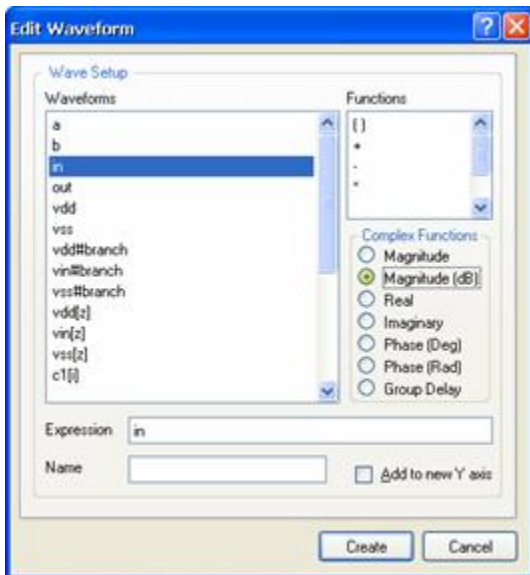 Edit Waveform
Wave Setup
Waveforms
a
b
in
out
vdd
vss
vdd#branch
vin#branch
vss#branch
vdd[z]
vin[z]
vss[z]
c1[i]
Functions
( )
+
-
*
Complex Functions
Magnitude
Magnitude (dB)
Real
Imaginary
Phase (Deg)
Phase (Rad)
Group Delay
Expression in
Name
Add to new 'Y' axis
Create Cancel